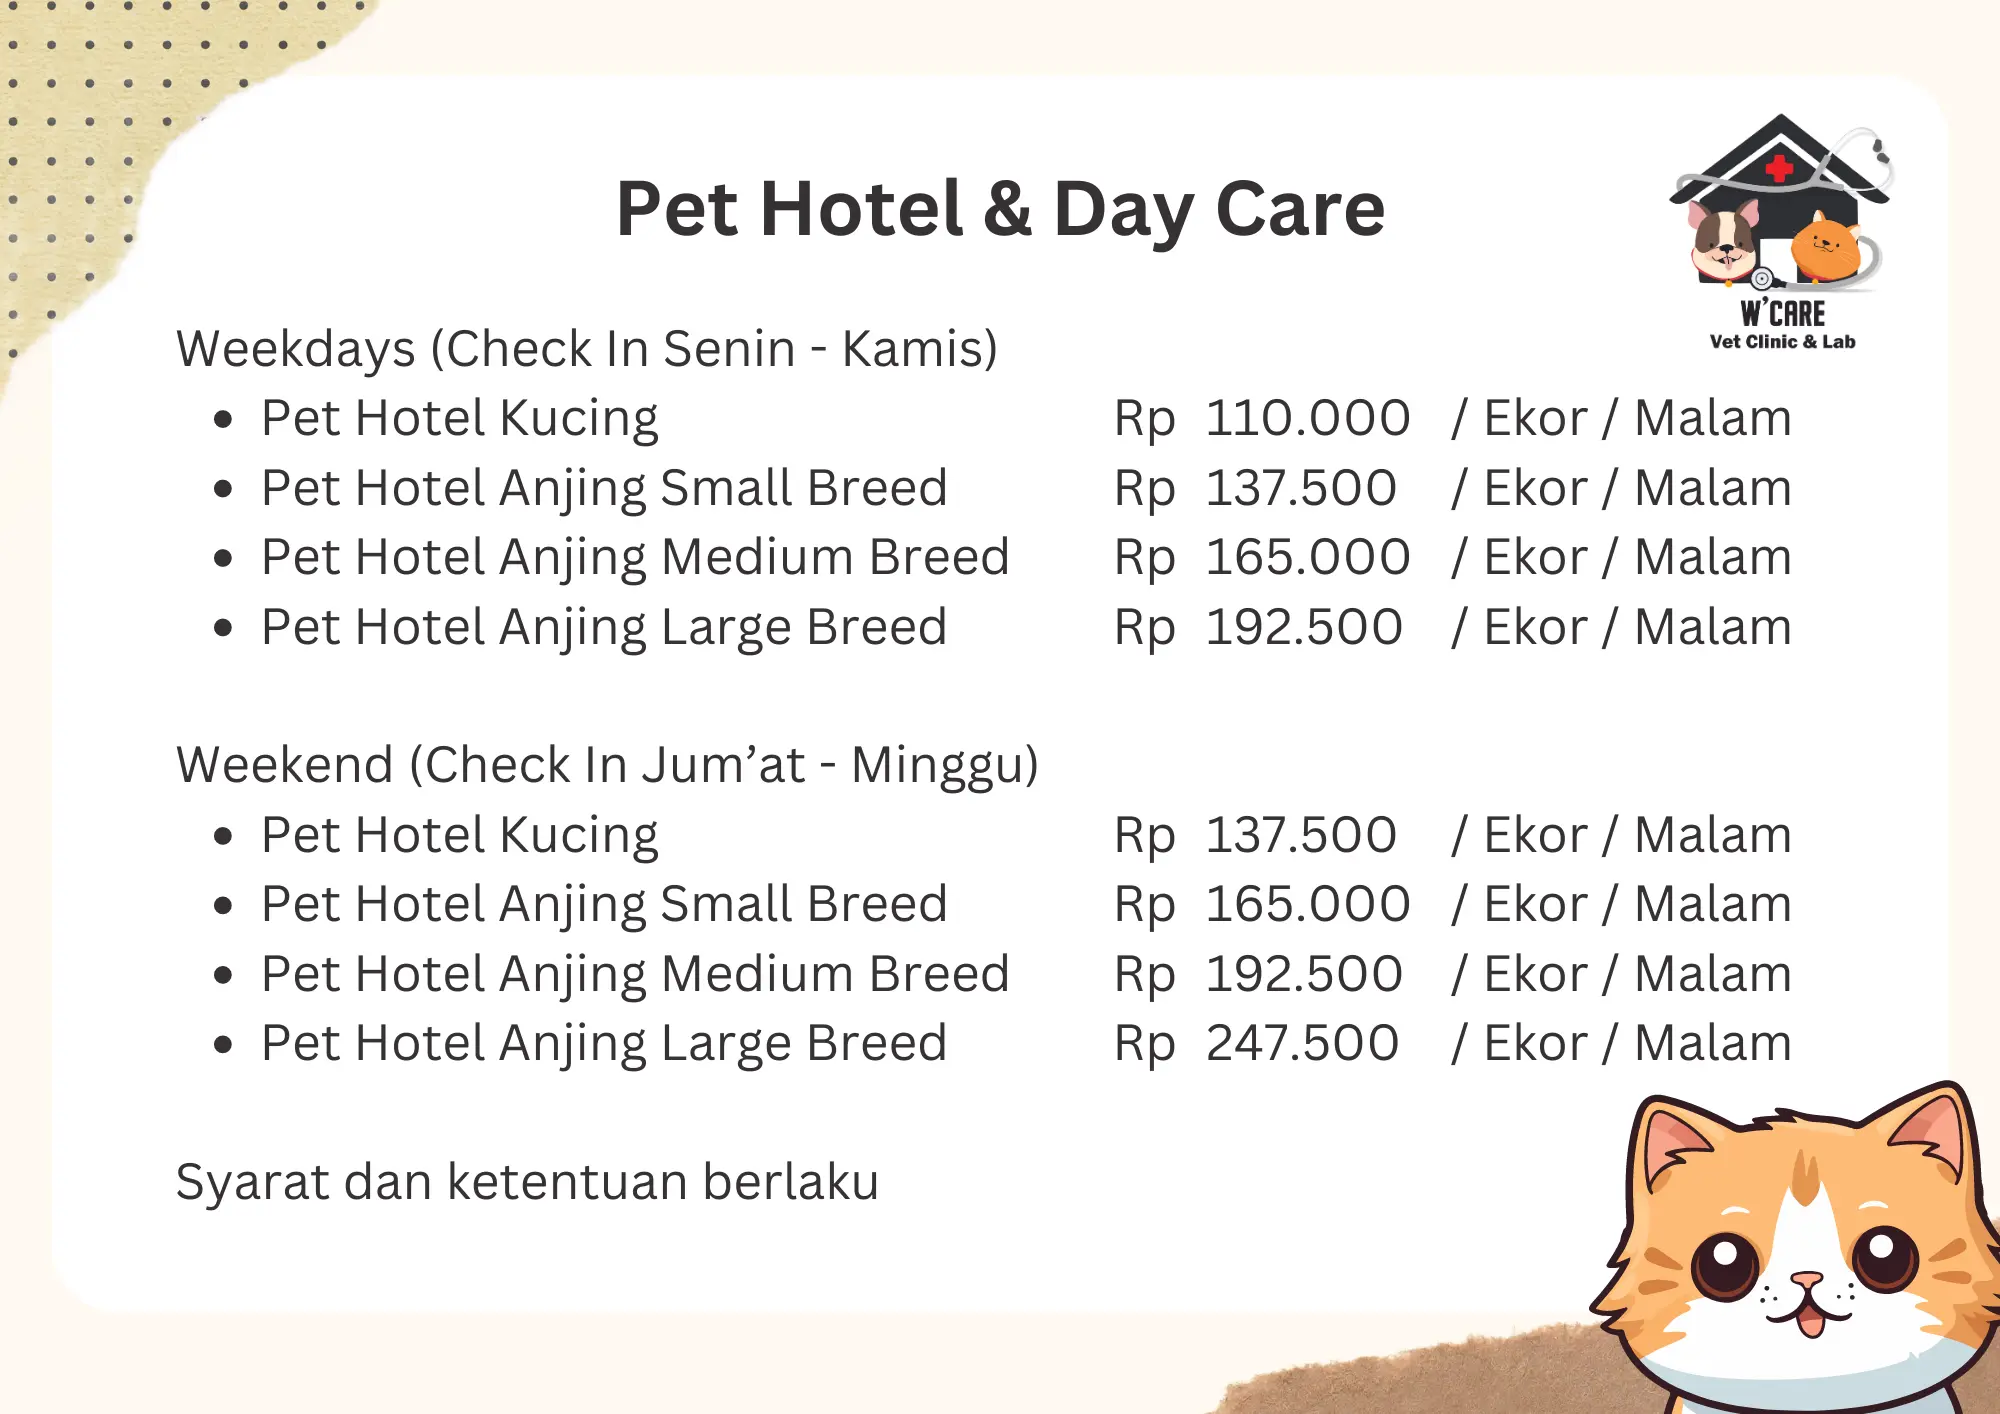 Pet Hotel & Day Care
W'CARE
Vet Clinic & Lab
Weekdays (Check In Senin - Kamis)
• Pet Hotel Kucing Rp 110.000 / Ekor / Malam
• Pet Hotel Anjing Small Breed Rp 137.500 / Ekor / Malam
• Pet Hotel Anjing Medium Breed Rp 165.000 / Ekor / Malam
• Pet Hotel Anjing Large Breed Rp 192.500 / Ekor / Malam
Weekend (Check In Jum’at - Minggu)
• Pet Hotel Kucing Rp 137.500 / Ekor / Malam
• Pet Hotel Anjing Small Breed Rp 165.000 / Ekor / Malam
• Pet Hotel Anjing Medium Breed Rp 192.500 / Ekor / Malam
• Pet Hotel Anjing Large Breed Rp 247.500 / Ekor / Malam
Syarat dan ketentuan berlaku